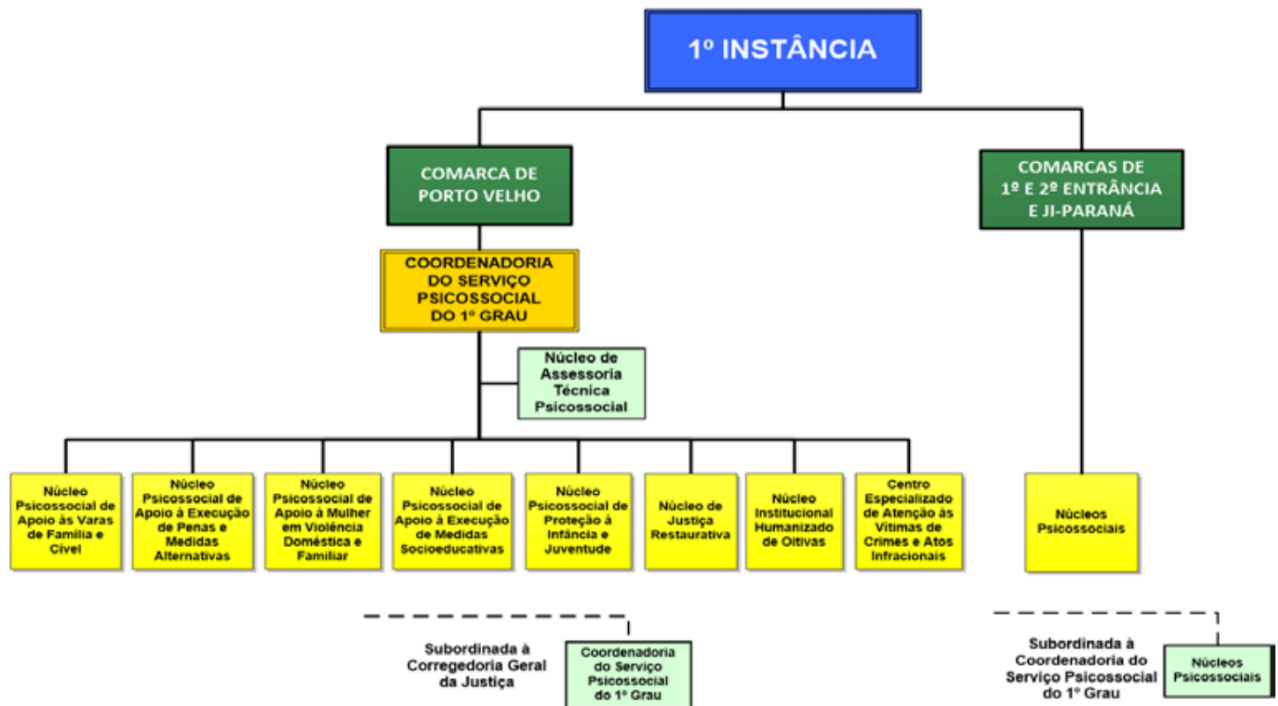 1º INSTÂNCIA
COMARCA DE
PORTO VELHO
COMARCAS DE
1º E 2º ENTRÂNCIA
E JI-PARANÁ
COORDENADORIA
DO SERVIÇO
PSICOSSOCIAL
DO 1º GRAU
Núcleo de
Assessoria
Técnica
Psicossocial
Núcleo
Psicossocial de
Apoio às Varas
de Família e
Cível
Núcleo
Psicossocial de
Apoio à Execução
de Penas e
Medidas
Alternativas
Núcleo
Psicossocial de
Apoio à Mulher
em Violência
Doméstica e
Familiar
Núcleo
Psicossocial de
Apoio à Execução
de Medidas
Socioeducativas
Núcleo
Psicossocial de
Proteção à
Infância e
Juventude
Núcleo de
Justiça
Restaurativa
Núcleo
Institucional
Humanizado
de Oitivas
Centro
Especializado
de Atenção às
Vítimas de
Crimes e Atos
Infracionais
Núcleos
Psicossociais
Subordinada à
Corregedoria Geral
da Justiça
Coordenadoria
do Serviço
Psicossocial
do 1º Grau
Subordinada à
Coordenadoria do
Serviço Psicossocial
do 1º Grau
Núcleos
Psicossociais